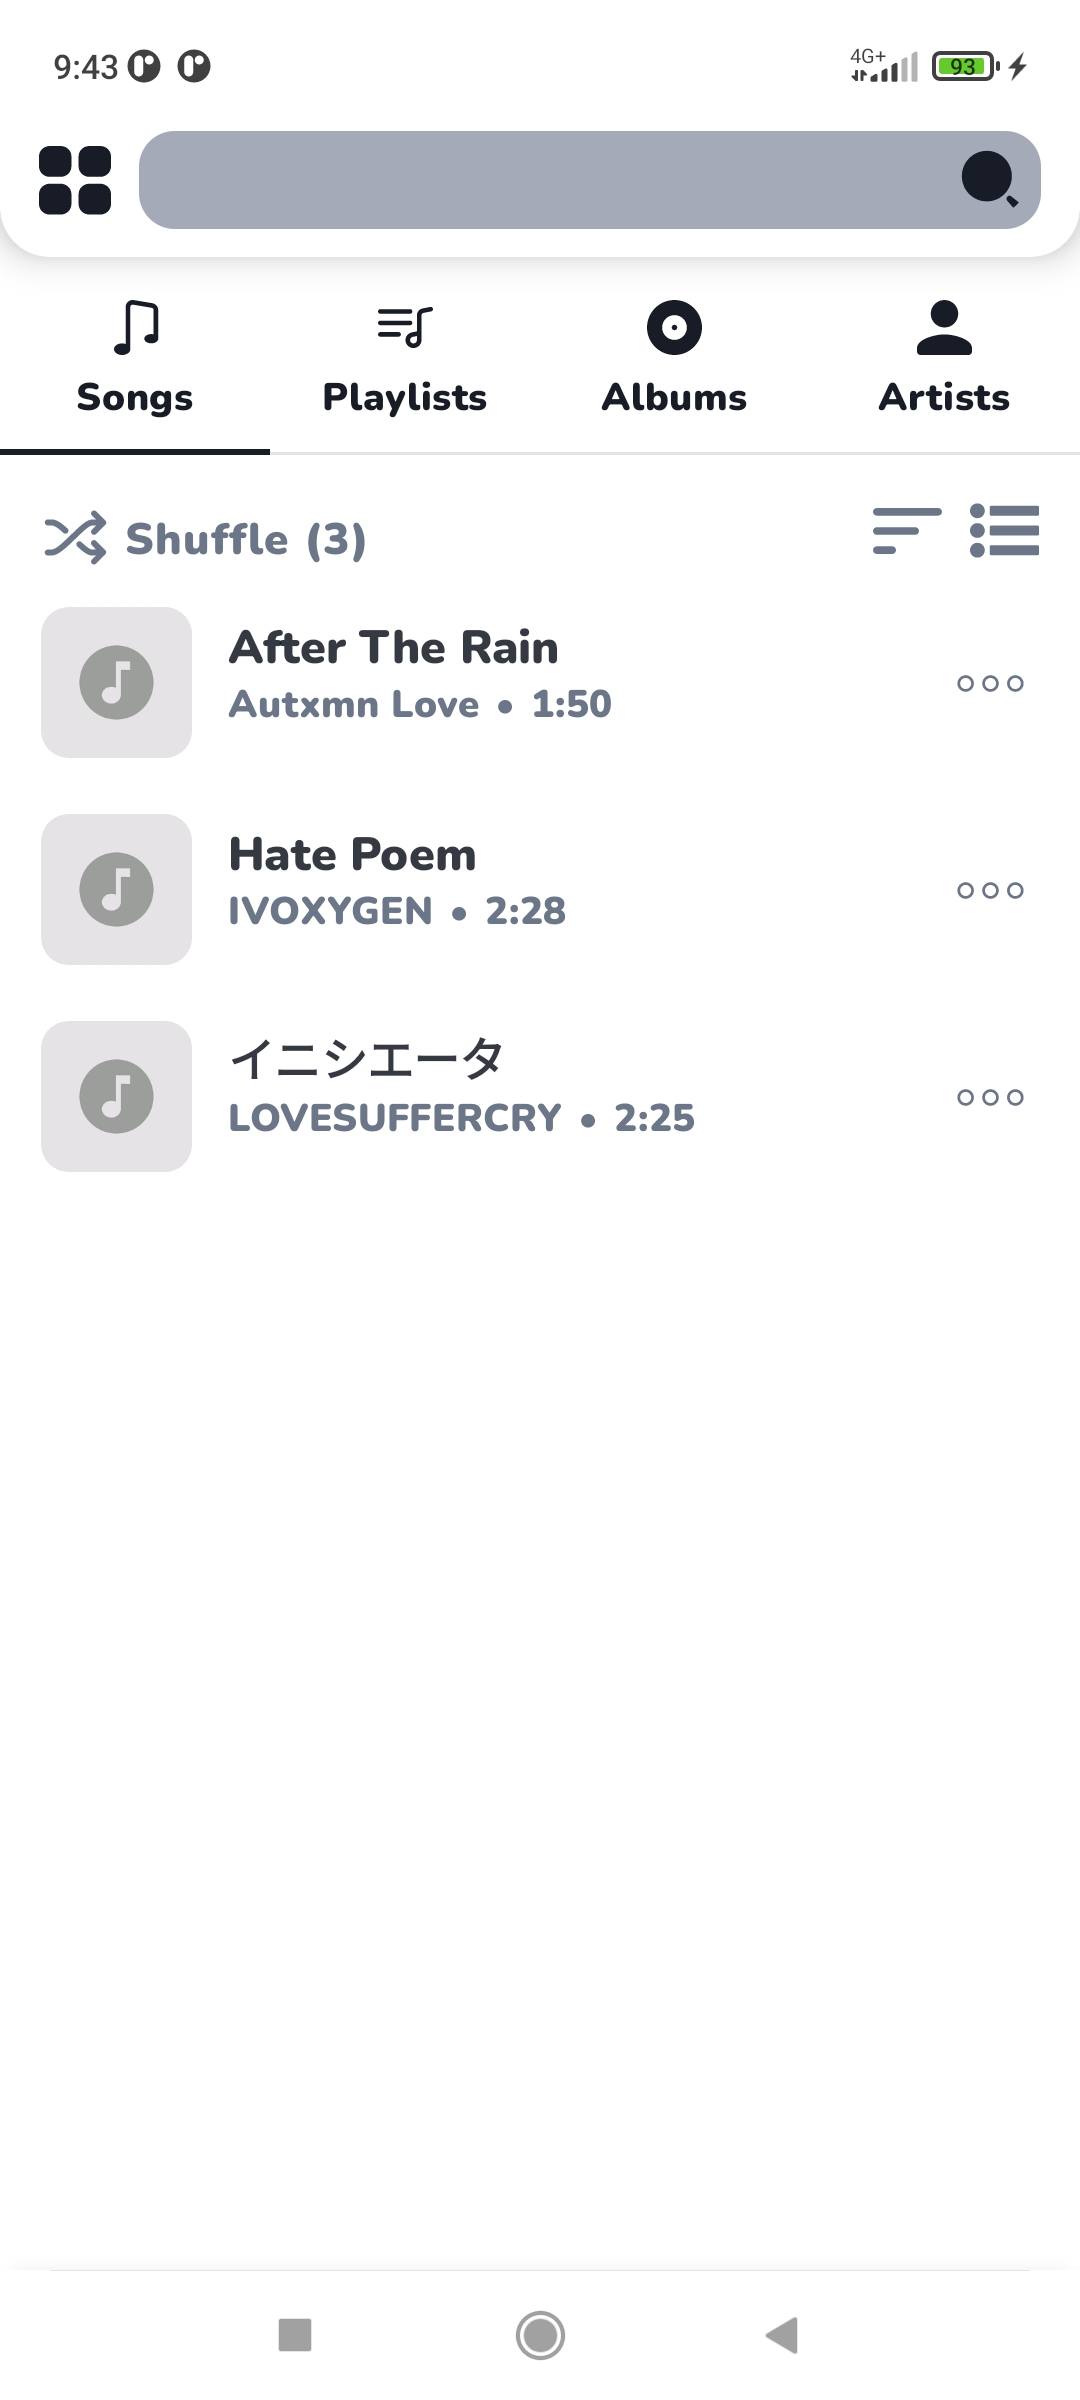 9:43
4G+
93
Songs
Playlists
Albums
Artists
Shuffle (3)
After The Rain
Autxmn Love • 1:50
Hate Poem
IVOXYGEN • 2:28
イニシエータ
LOVESUFFERCRY • 2:25